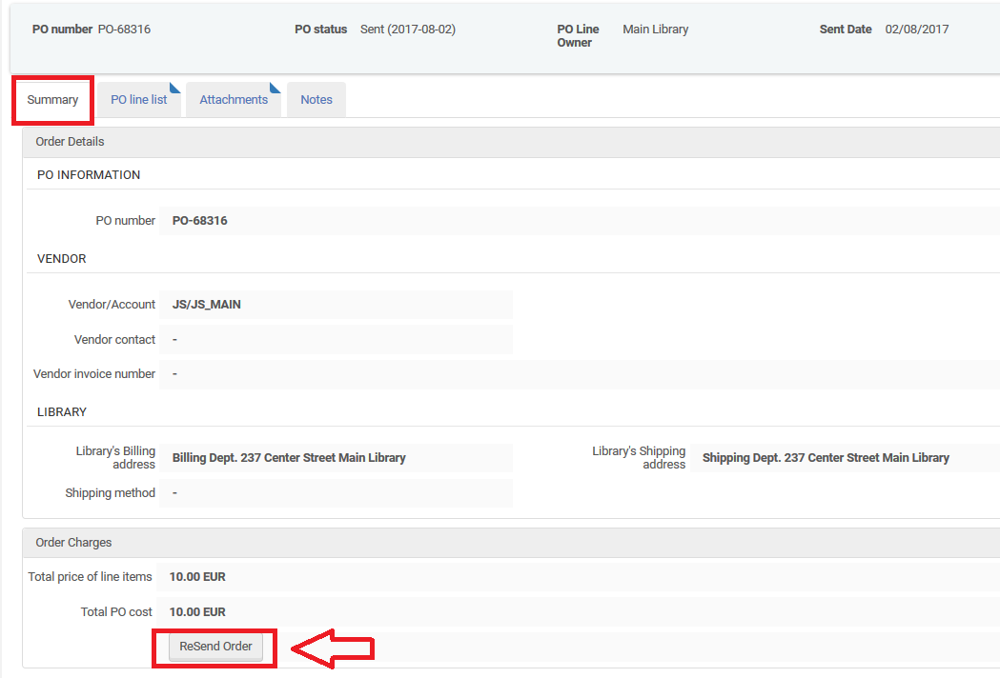 PO number PO-68316 PO status Sent (2017-08-02) PO Line Owner Main Library Sent Date 02/08/2017
Summary PO line list Attachments Notes
Order Details
PO INFORMATION
PO number PO-68316
VENDOR
Vendor/Account JS/JS_MAIN
Vendor contact -
Vendor invoice number -
LIBRARY
Library's Billing address Billing Dept. 237 Center Street Main Library Library's Shipping address Shipping Dept. 237 Center Street Main Library
Shipping method -
Order Charges
Total price of line items 10.00 EUR
Total PO cost 10.00 EUR
ReSend Order